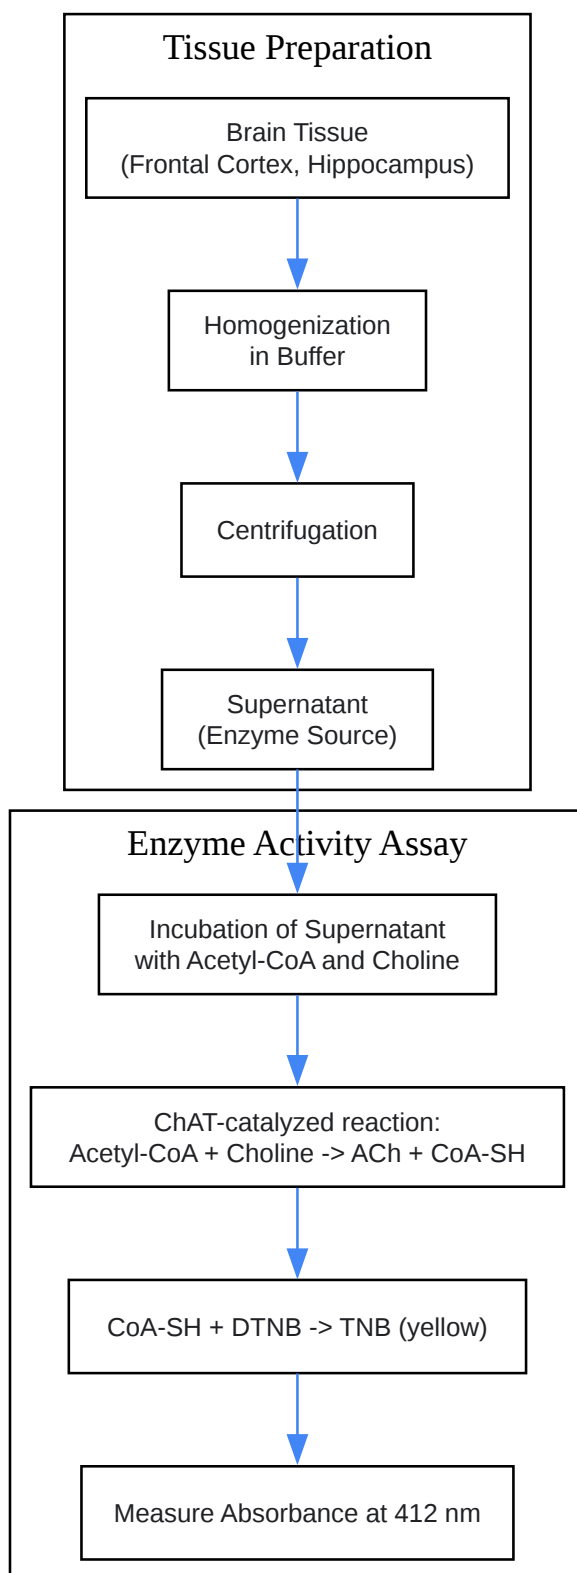 Tissue Preparation
Brain Tissue
(Frontal Cortex, Hippocampus)
Homogenization
in Buffer
Centrifugation
Supernatant
(Enzyme Source)
Enzyme Activity Assay
Incubation of Supernatant
with Acetyl-CoA and Choline
ChAT-catalyzed reaction:
Acetyl-CoA + Choline -> ACh + CoA-SH
CoA-SH + DTNB -> TNB (yellow)
Measure Absorbance at 412 nm